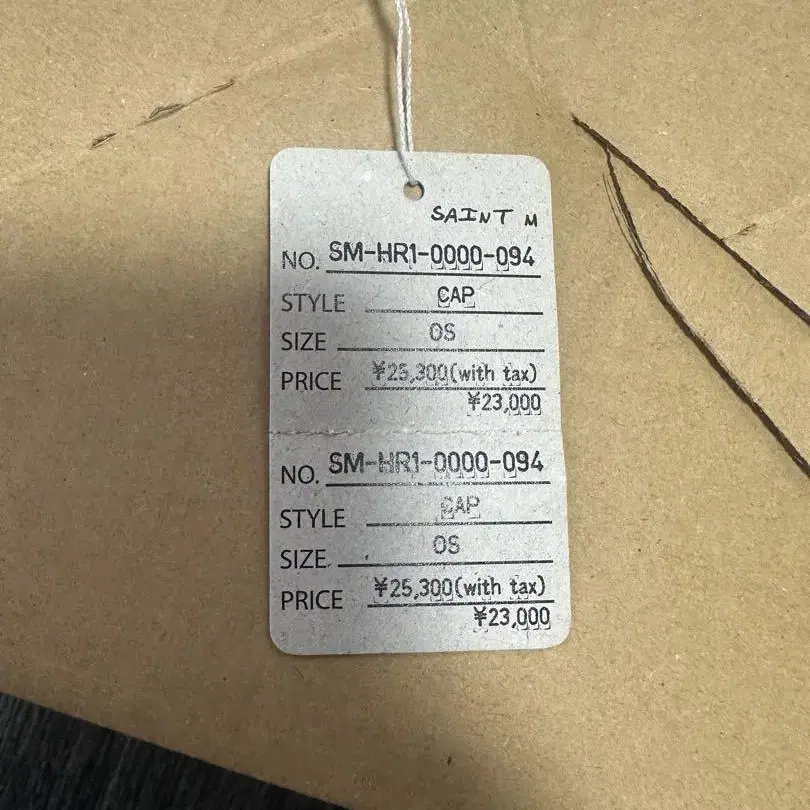 SAINT M
NO. SM-HR1-0000-094
STYLE CAP
SIZE OS
PRICE ¥25,300(with tax)
¥23,000
NO. SM-HR1-0000-094
STYLE CAP
SIZE OS
PRICE ¥25,300(with tax)
¥23,000